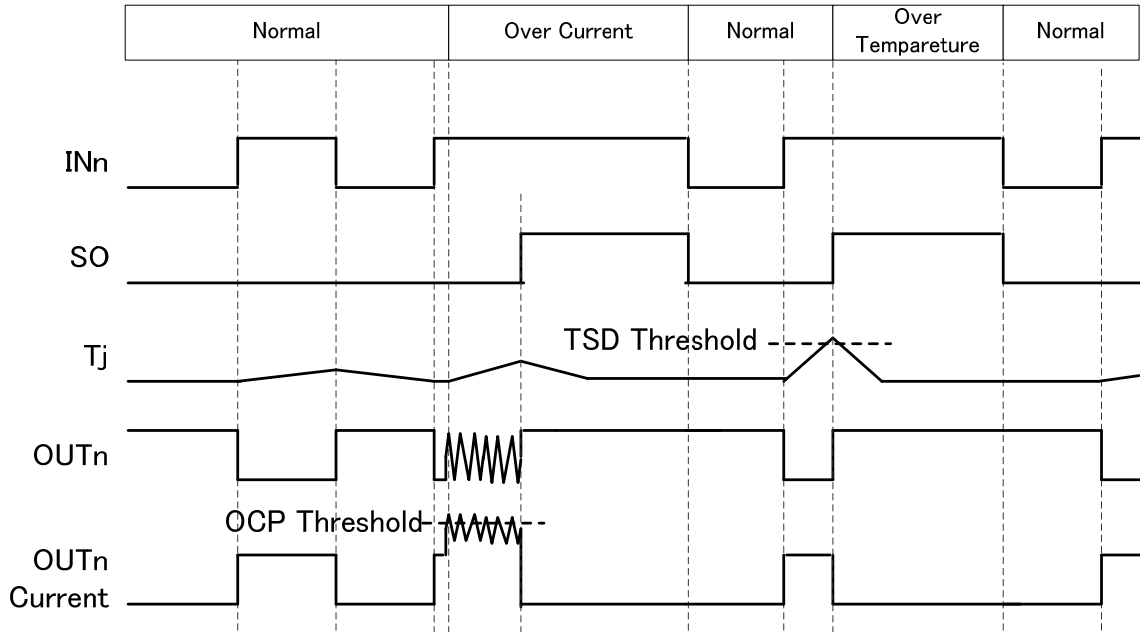 Normal
Over Current
Normal
Over
Tempareture
Normal
INn
SO
TSD Threshold
Tj
OUTn
OCP Threshold
OUTn
Current